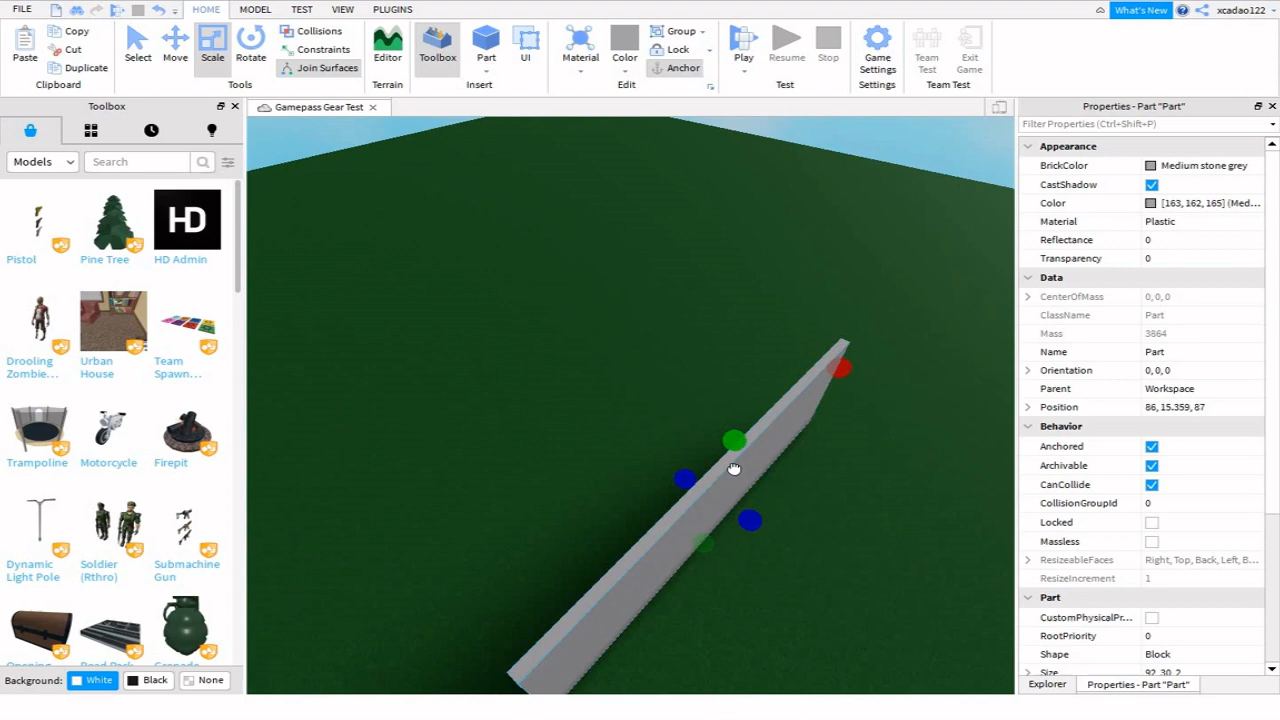 FILE HOME MODEL TEST VIEW PLUGINS What's New xcadao122
Paste Copy Cut Duplicate Select Move Scale Rotate Collisions Constraints Join Surfaces Editor Toolbox Part UI Material Color Group Lock Anchor Play Resume Stop Game Settings Team Test Exit Game
Clipboard Tools Terrain Insert Edit Test Settings Team Test
Toolbox
Gamepass Gear Test
Properties - Part "Part"
Filter Properties (Ctrl+Shift+P)
Models Search
Pistol Pine Tree HD Admin
HD
Drooling Zombie... Urban House Team Spawn...
Trampoline Motorcycle Firepit
Dynamic Light Pole Soldier (Rthro) Submachine Gun
Background: White Black None
Appearance
BrickColor Medium stone grey
CastShadow
Color [163, 162, 165] (Med...
Material Plastic
Reflectance 0
Transparency 0
Data
CenterOfMass 0, 0, 0
ClassName Part
Mass 3864
Name Part
Orientation 0, 0, 0
Parent Workspace
Position 86, 15.359, 87
Behavior
Anchored
Archivable
CanCollide
CollisionGroupId 0
Locked
Massless
ResizeableFaces Right, Top, Back, Left, B...
ResizeIncrement 1
Part
CustomPhysicalPr...
RootPriority 0
Shape Block
Size 92, 30, 2
Explorer Properties - Part "Part"